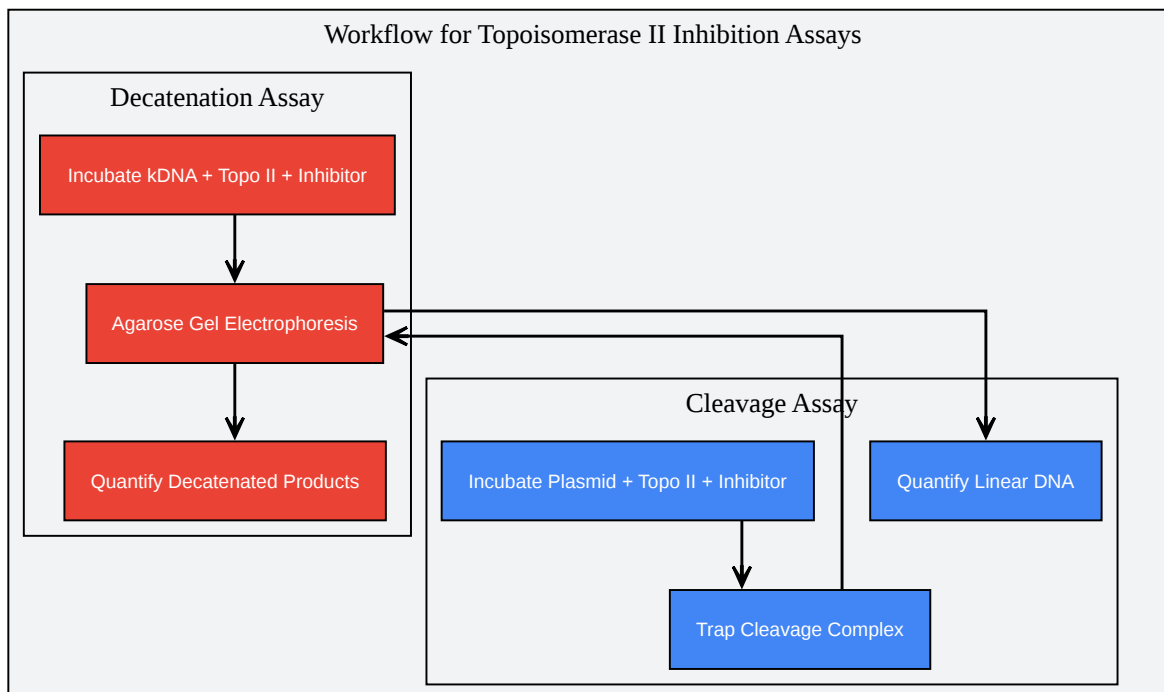 Workflow for Topoisomerase II Inhibition Assays
Decatenation Assay
Incubate kDNA + Topo II + Inhibitor
Agarose Gel Electrophoresis
Quantify Decatenated Products
Cleavage Assay
Incubate Plasmid + Topo II + Inhibitor
Quantify Linear DNA
Trap Cleavage Complex